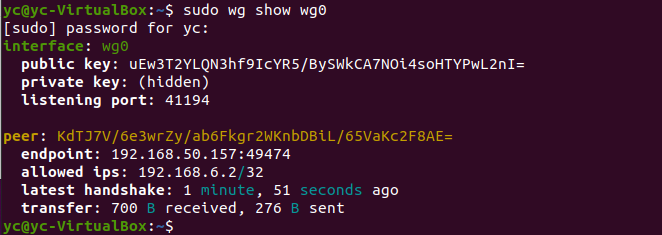 yc@yc-VirtualBox:~$ sudo wg show wg0
[sudo] password for yc:
interface: wg0
  public key: uEw3T2YLQN3hf9IcYR5/BySWkCA7NOi4soHTYPwL2nI=
  private key: (hidden)
  listening port: 41194

peer: KdTJ7V/6e3wrZy/ab6Fkgr2WKnbDBiL/65VaKc2F8AE=
  endpoint: 192.168.50.157:49474
  allowed ips: 192.168.6.2/32
  latest handshake: 1 minute, 51 seconds ago
  transfer: 700 B received, 276 B sent
yc@yc-VirtualBox:~$